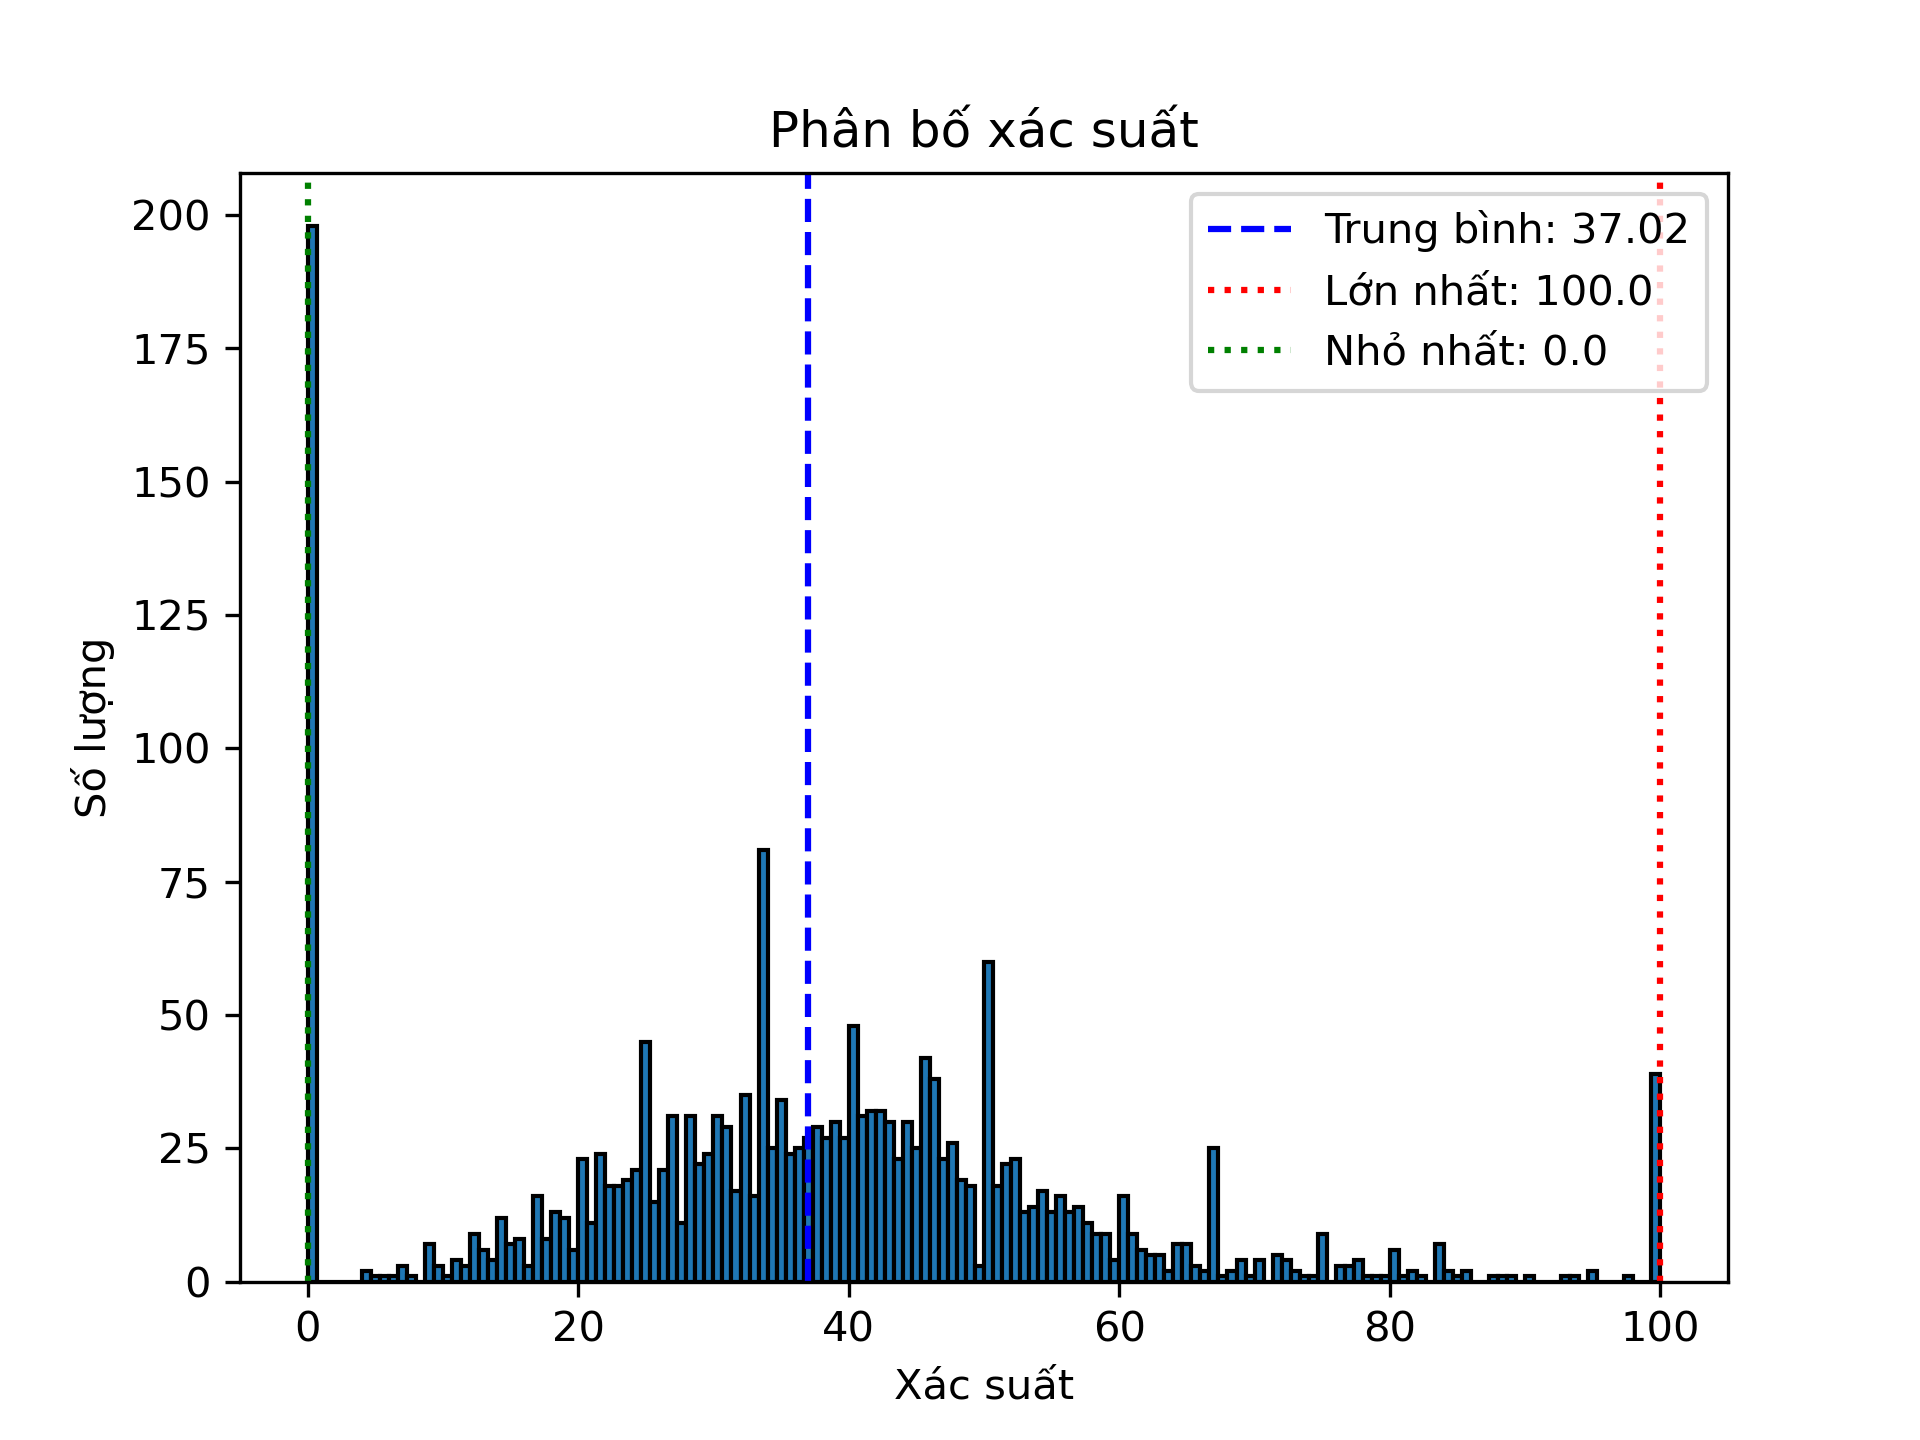 Phân bố xác suất
Trung bình: 37.02
Lớn nhất: 100.0
Nhỏ nhất: 0.0
Số lượng
200
175
150
125
100
75
50
25
0
0 20 40 60 80 100
Xác suất